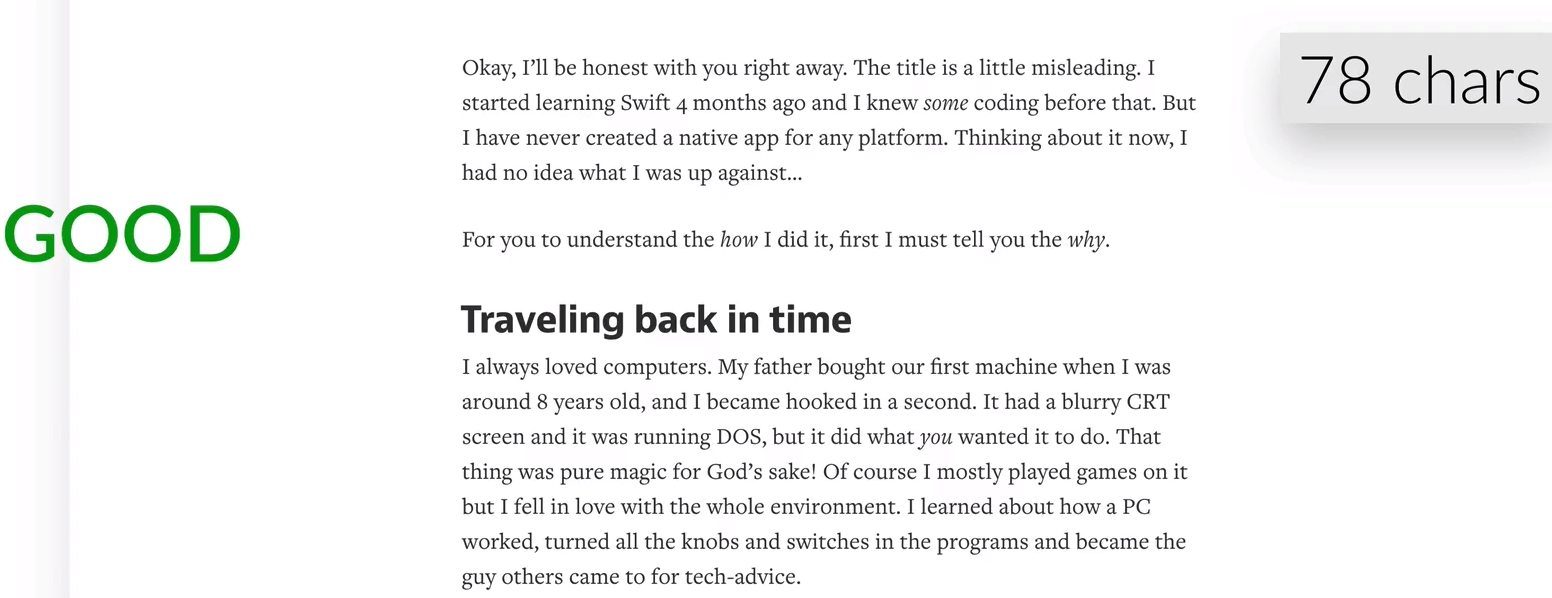 Okay, I’ll be honest with you right away. The title is a little misleading. I
started learning Swift 4 months ago and I knew some coding before that. But
I have never created a native app for any platform. Thinking about it now, I
had no idea what I was up against...
78 chars
GOOD
For you to understand the how I did it, first I must tell you the why.
Traveling back in time
I always loved computers. My father bought our first machine when I was
around 8 years old, and I became hooked in a second. It had a blurry CRT
screen and it was running DOS, but it did what you wanted it to do. That
thing was pure magic for God’s sake! Of course I mostly played games on it
but I fell in love with the whole environment. I learned about how a PC
worked, turned all the knobs and switches in the programs and became the
guy others came to for tech-advice.